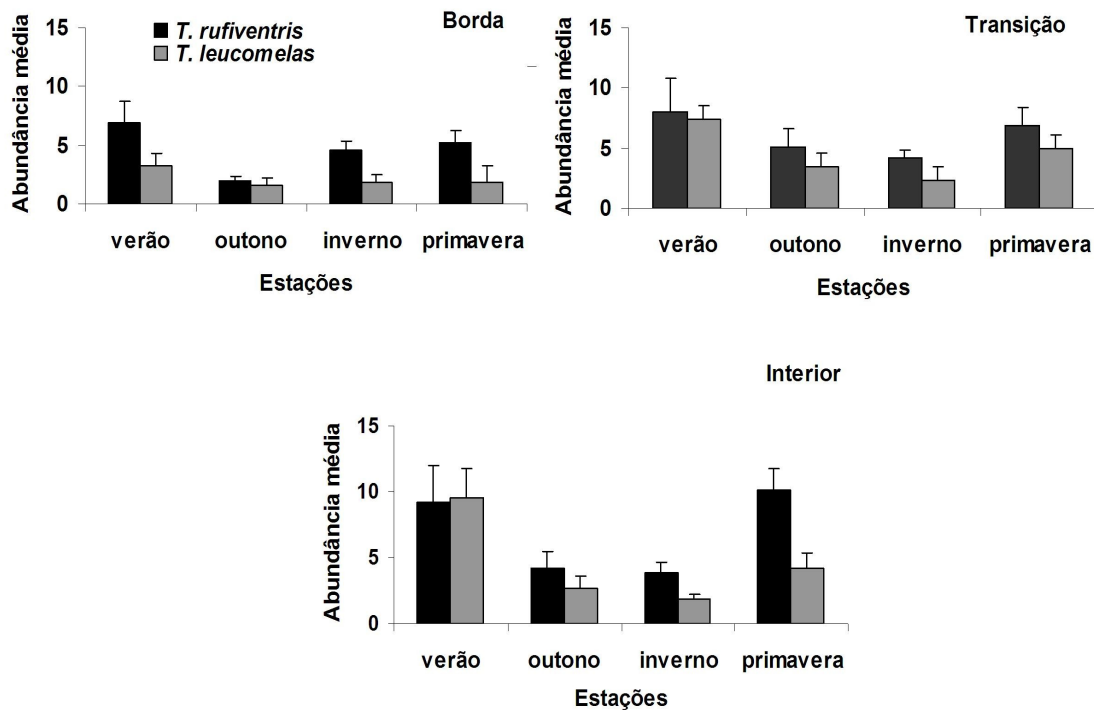 Borda
Abundância média
15
10
5
0
T. rufiventris
T. leucomelas
verão outono inverno primavera
Estações
Transição
Abundância média
15
10
5
0
verão outono inverno primavera
Estações
Interior
Abundância média
15
10
5
0
verão outono inverno primavera
Estações